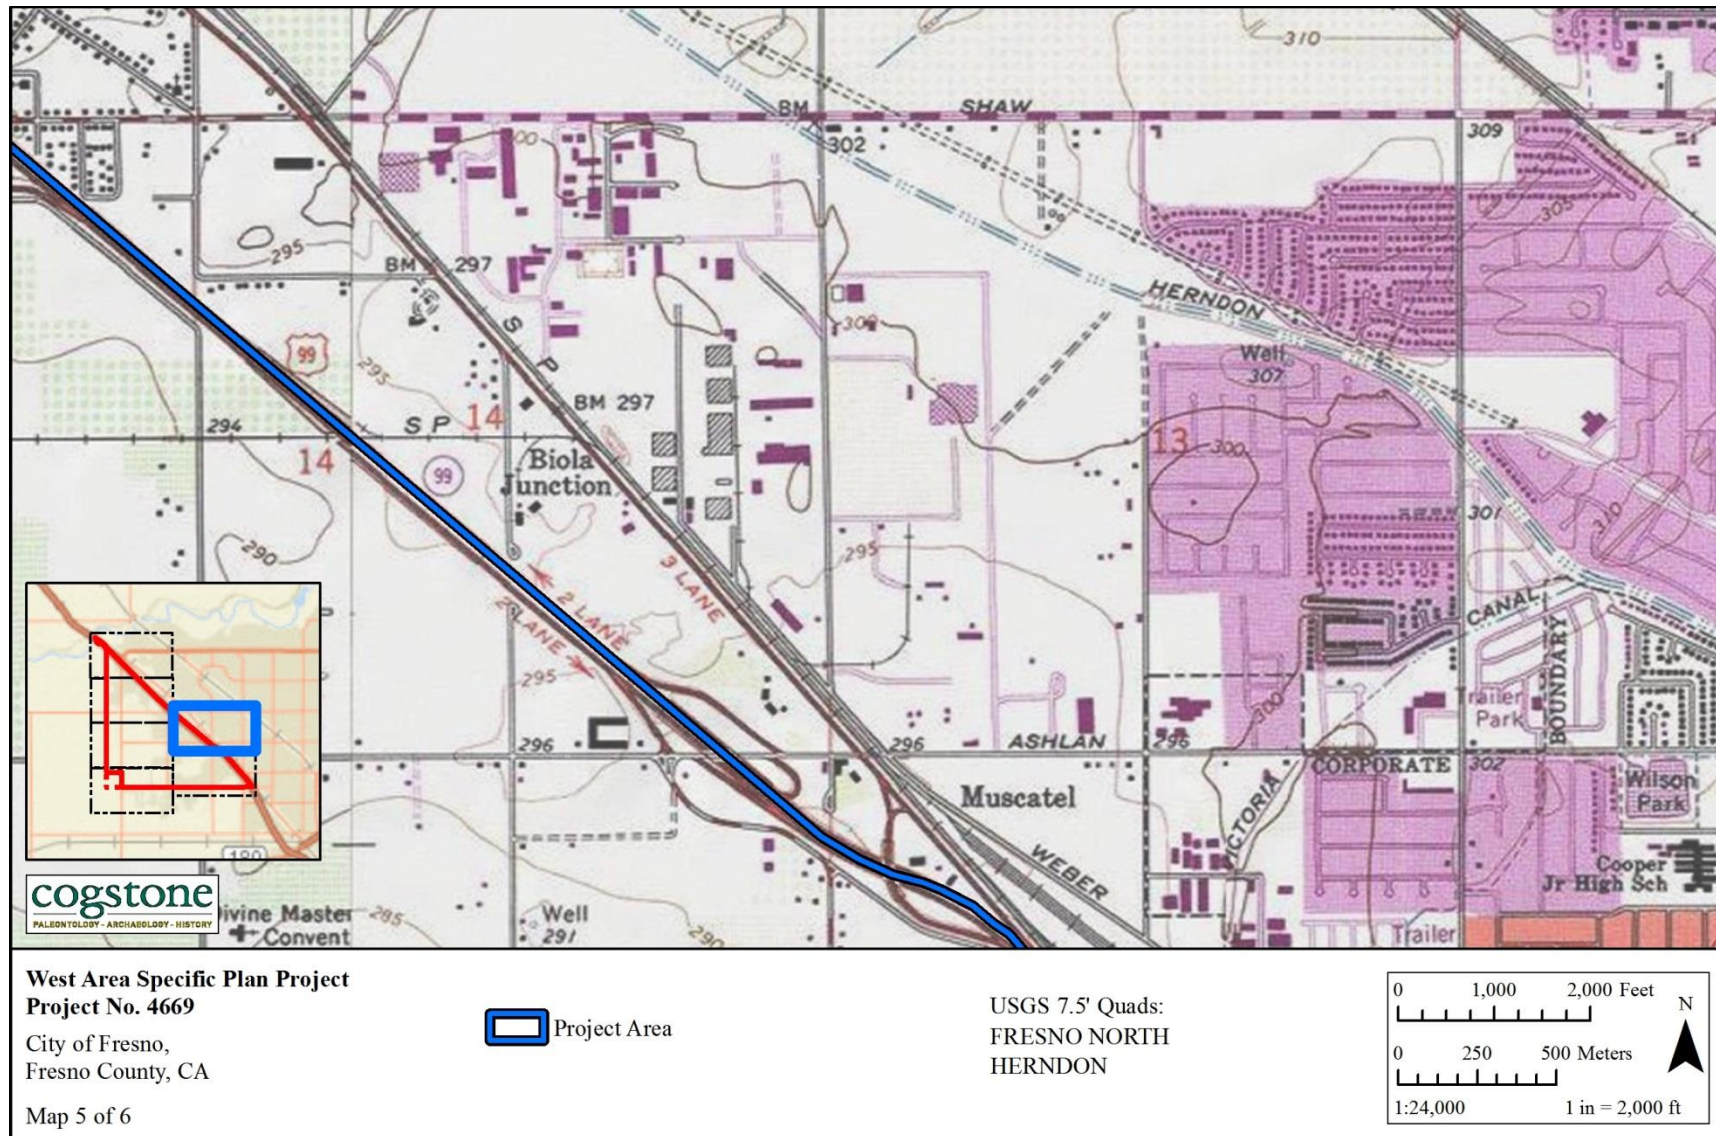 310
BM
SHAW
302
309
300
305
295
BM
297
HERNDON
S P
300
99
Well
307
295
BM 297
294
S P
14
14
13
300
99
Biola
Junction
310
301
290
295
3 LANE
2 LANE
2 LANE
CANAL
BOUNDARY
295
300
Trailer
Park
296
296
ASHLAN
296
CORPORATE
302
Muscatel
VICTORIA
Wilson
Park
WEBER
Cooper
Jr High Sch
180
cogstone
PALEONTOLOGY - ARCHAEOLOGY - HISTORY
Divine Master
Convent
285
Well
291
290
Trailer
West Area Specific Plan Project
Project No. 4669
City of Fresno,
Fresno County, CA
Map 5 of 6
Project Area
USGS 7.5' Quads:
FRESNO NORTH
HERNDON
0 1,000 2,000 Feet
N
0 250 500 Meters
1:24,000 1 in = 2,000 ft